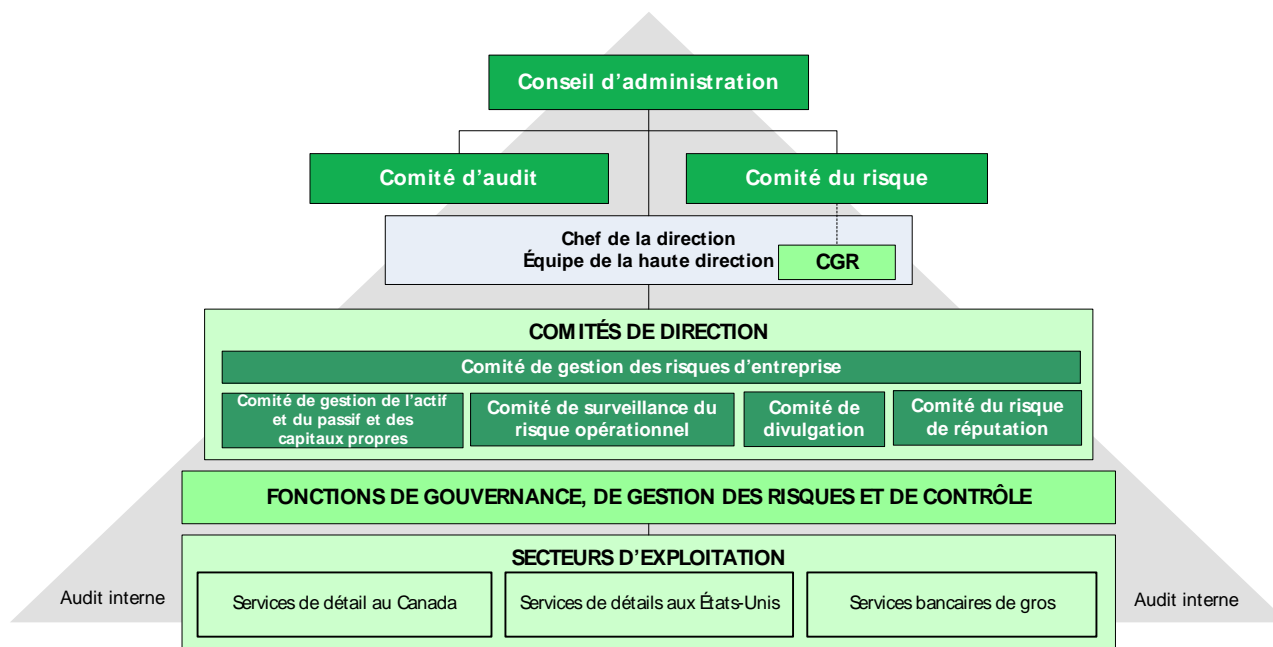 Conseil d'administration
Comité d'audit
Comité du risque
Chef de la direction
Équipe de la haute direction
CGR
COMITÉS DE DIRECTION
Comité de gestion des risques d'entreprise
Comité de gestion de l'actif
et du passif et des
capitaux propres
Comité de surveillance du
risque opérationnel
Comité de
divulgation
Comité du risque
de réputation
FONCTIONS DE GOUVERNANCE, DE GESTION DES RISQUES ET DE CONTRÔLE
SECTEURS D'EXPLOITATION
Audit interne
Services de détail au Canada
Services de détails aux États-Unis
Services bancaires de gros
Audit interne